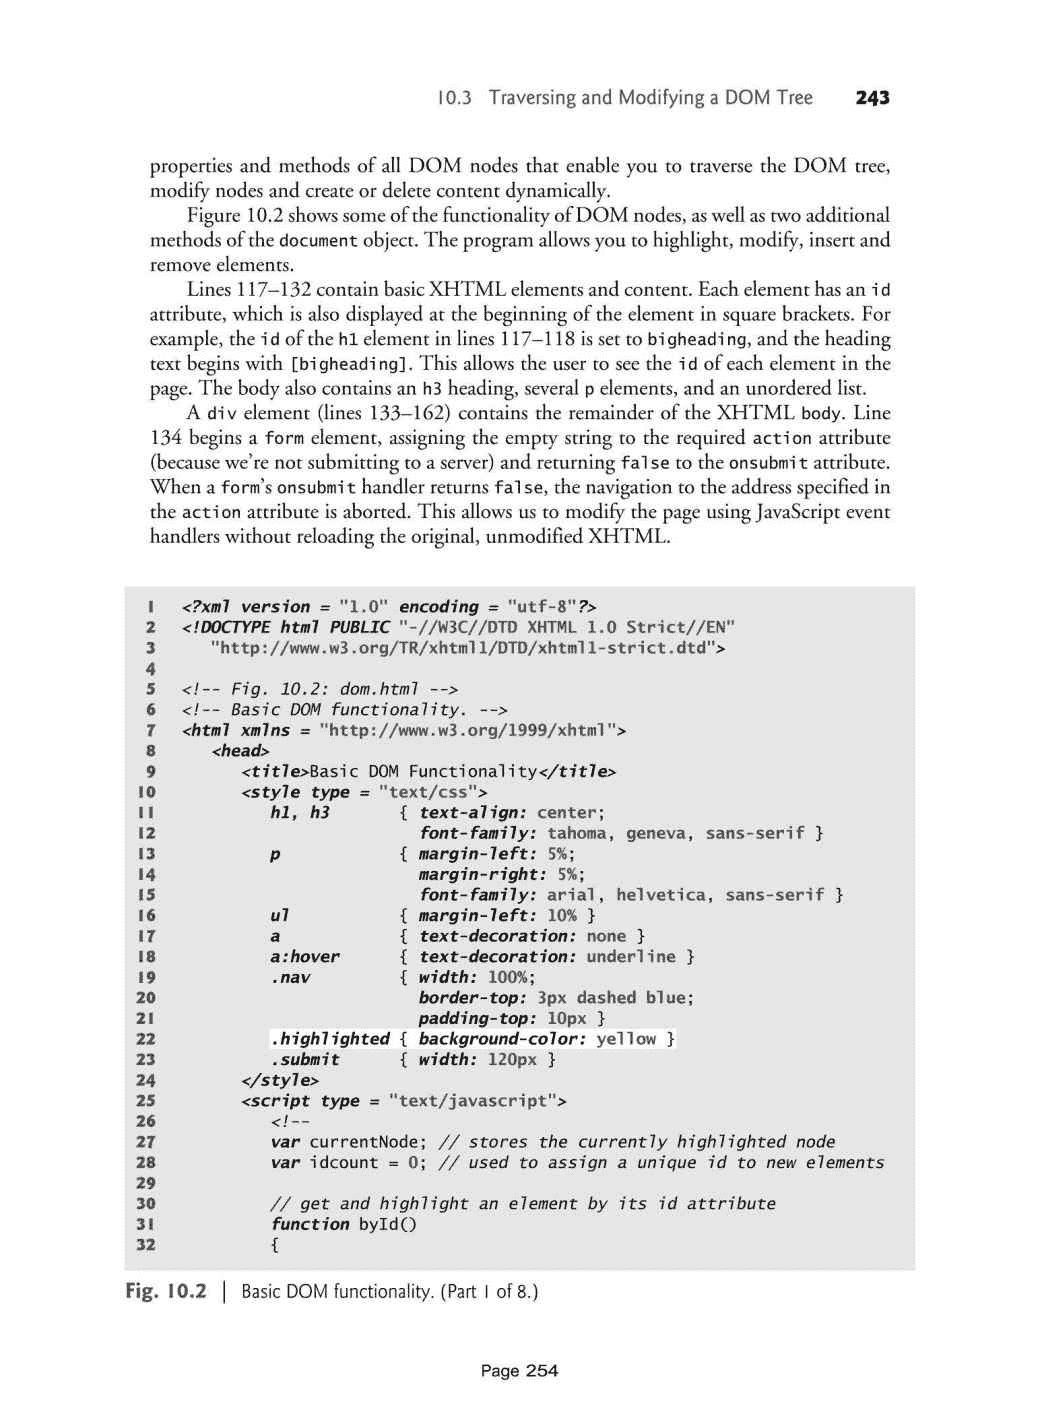 10.3 Traversing and Modifying a DOM Tree 243
properties and methods of all DOM nodes that enable you to traverse the DOM tree,
modify nodes and create or delete content dynamically.
Figure 10.2 shows some of the functionality of DOM nodes, as well as two additional
methods of the document object. The program allows you to highlight, modify, insert and
remove elements.
Lines 117–132 contain basic XHTML elements and content. Each element has an id
attribute, which is also displayed at the beginning of the element in square brackets. For
example, the id of the h1 element in lines 117–118 is set to bigheading, and the heading
text begins with [bigheading]. This allows the user to see the id of each element in the
page. The body also contains an h3 heading, several p elements, and an unordered list.
A div element (lines 133–162) contains the remainder of the XHTML body. Line
134 begins a form element, assigning the empty string to the required action attribute
(because we're not submitting to a server) and returning false to the onsubmit attribute.
When a form's onsubmit handler returns false, the navigation to the address specified in
the action attribute is aborted. This allows us to modify the page using JavaScript event
handlers without reloading the original, unmodified XHTML.
1 <?xml version = "1.0" encoding = "utf-8"?>
2 <!DOCTYPE html PUBLIC "-//W3C//DTD XHTML 1.0 Strict//EN"
3 "http://www.w3.org/TR/xhtml1/DTD/xhtml1-strict.dtd">
4
5 <!-- Fig. 10.2: dom.html -->
6 <!-- Basic DOM functionality. -->
7 <html xmlns = "http://www.w3.org/1999/xhtml">
8 <head>
9 <title>Basic DOM Functionality</title>
10 <style type = "text/css">
11 h1, h3 { text-align: center;
12 font-family: tahoma, geneva, sans-serif }
13 p { margin-left: 5%;
14 margin-right: 5%;
15 font-family: arial, helvetica, sans-serif }
16 ul { margin-left: 10% }
17 a { text-decoration: none }
18 a:hover { text-decoration: underline }
19 .nav { width: 100%;
20 border-top: 3px dashed blue;
21 padding-top: 10px }
22 .highlighted { background-color: yellow }
23 .submit { width: 120px }
24 </style>
25 <script type = "text/javascript">
26 <!--
27 var currentNode; // stores the currently highlighted node
28 var idcount = 0; // used to assign a unique id to new elements
29
30 // get and highlight an element by its id attribute
31 function byId()
32 {
Fig. 10.2 | Basic DOM functionality. (Part 1 of 8.)
Page 254